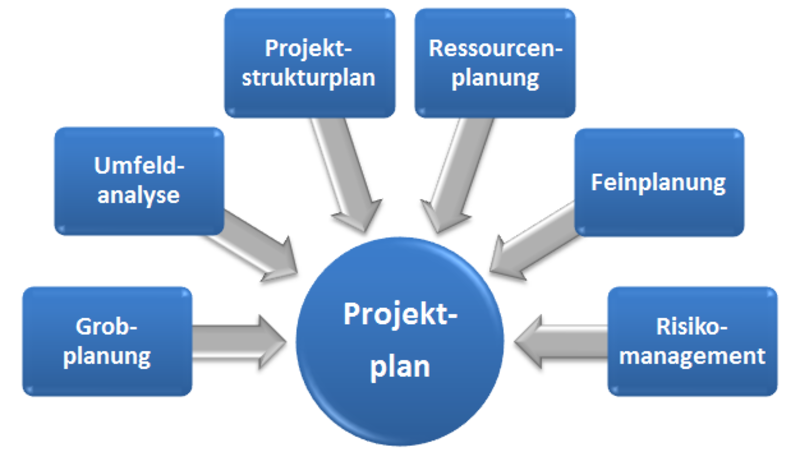 Projekt-
strukturplan
Ressourcen-
planung
Umfeld-
analyse
Feinplanung
Grob-
planung
Projekt-
plan
Risiko-
management